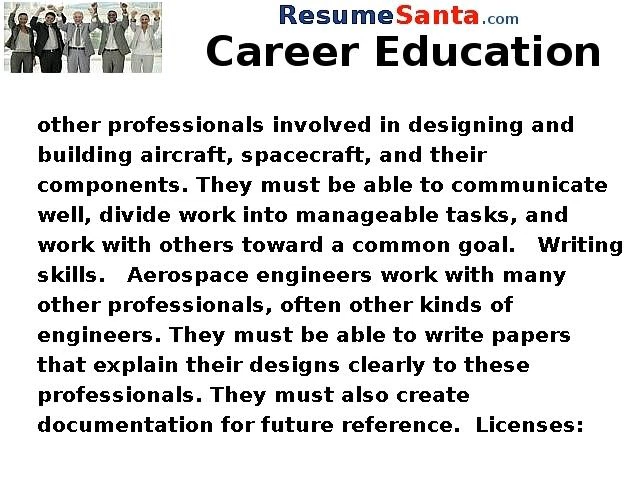 ResumeSanta.com
Career Education
other professionals involved in designing and
building aircraft, spacecraft, and their
components. They must be able to communicate
well, divide work into manageable tasks, and
work with others toward a common goal.   Writing
skills.   Aerospace engineers work with many
other professionals, often other kinds of
engineers. They must be able to write papers
that explain their designs clearly to these
professionals. They must also create
documentation for future reference.  Licenses: